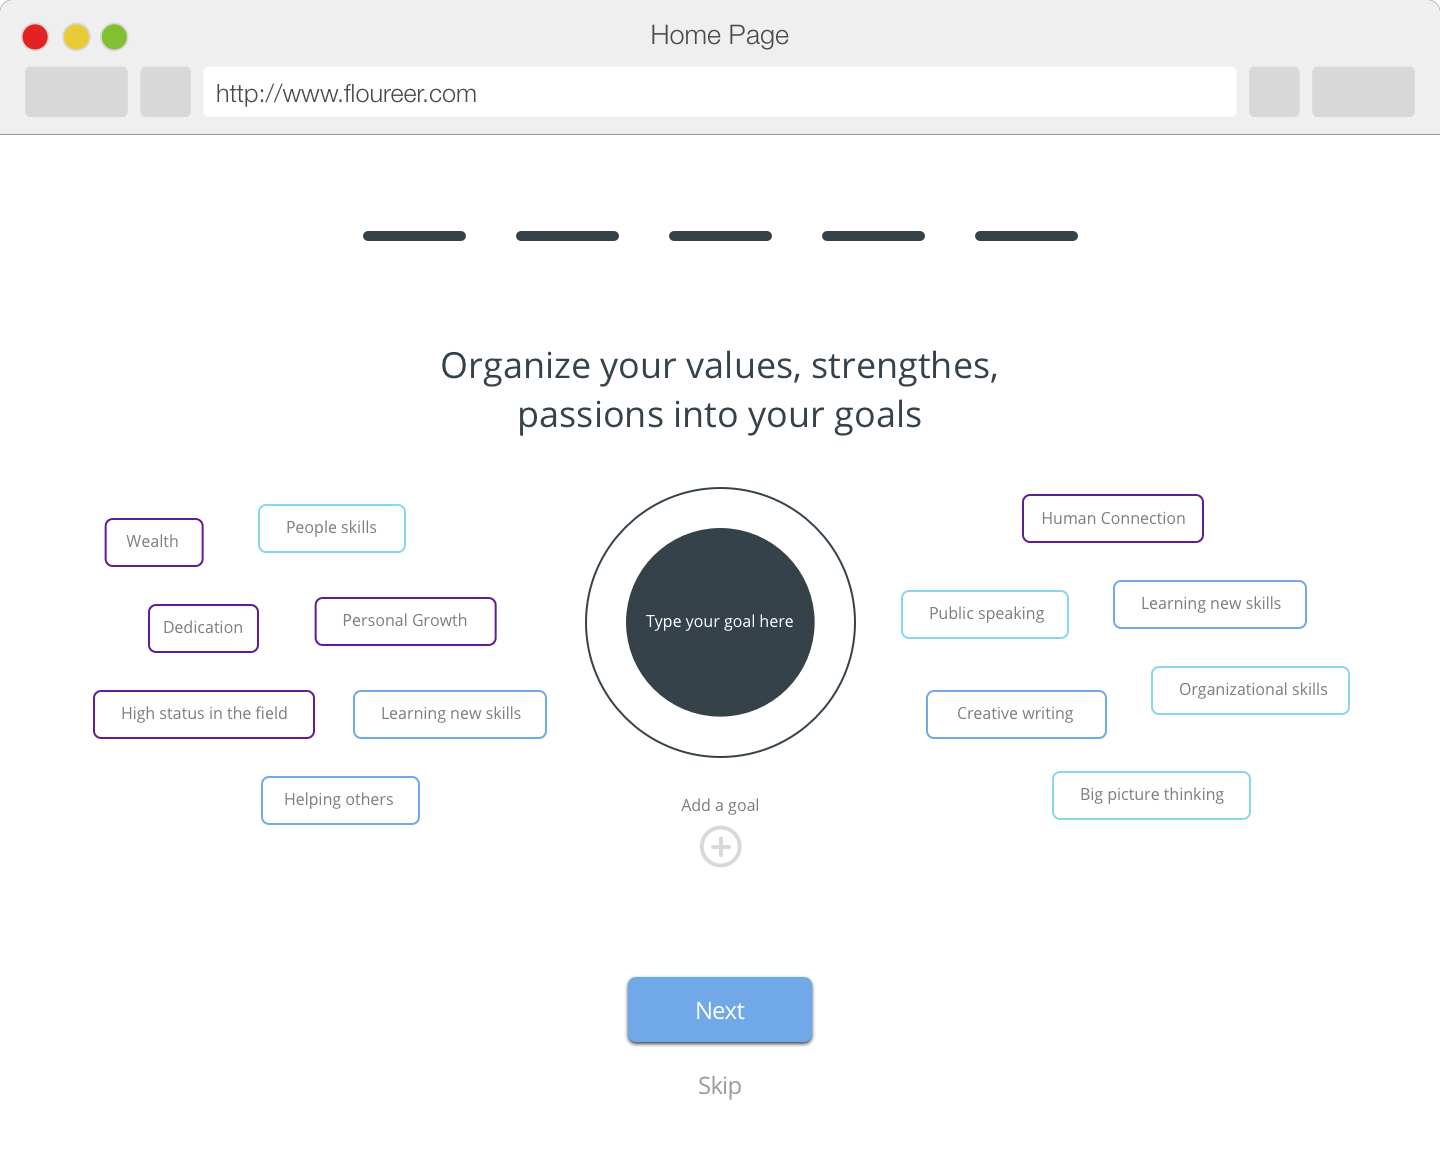 Home Page
http://www.floureer.com
Organize your values, strengthes,
passions into your goals
Wealth
People skills
Dedication
Personal Growth
High status in the field
Learning new skills
Helping others
Type your goal here
Add a goal
Human Connection
Public speaking
Learning new skills
Organizational skills
Creative writing
Big picture thinking
Next
Skip